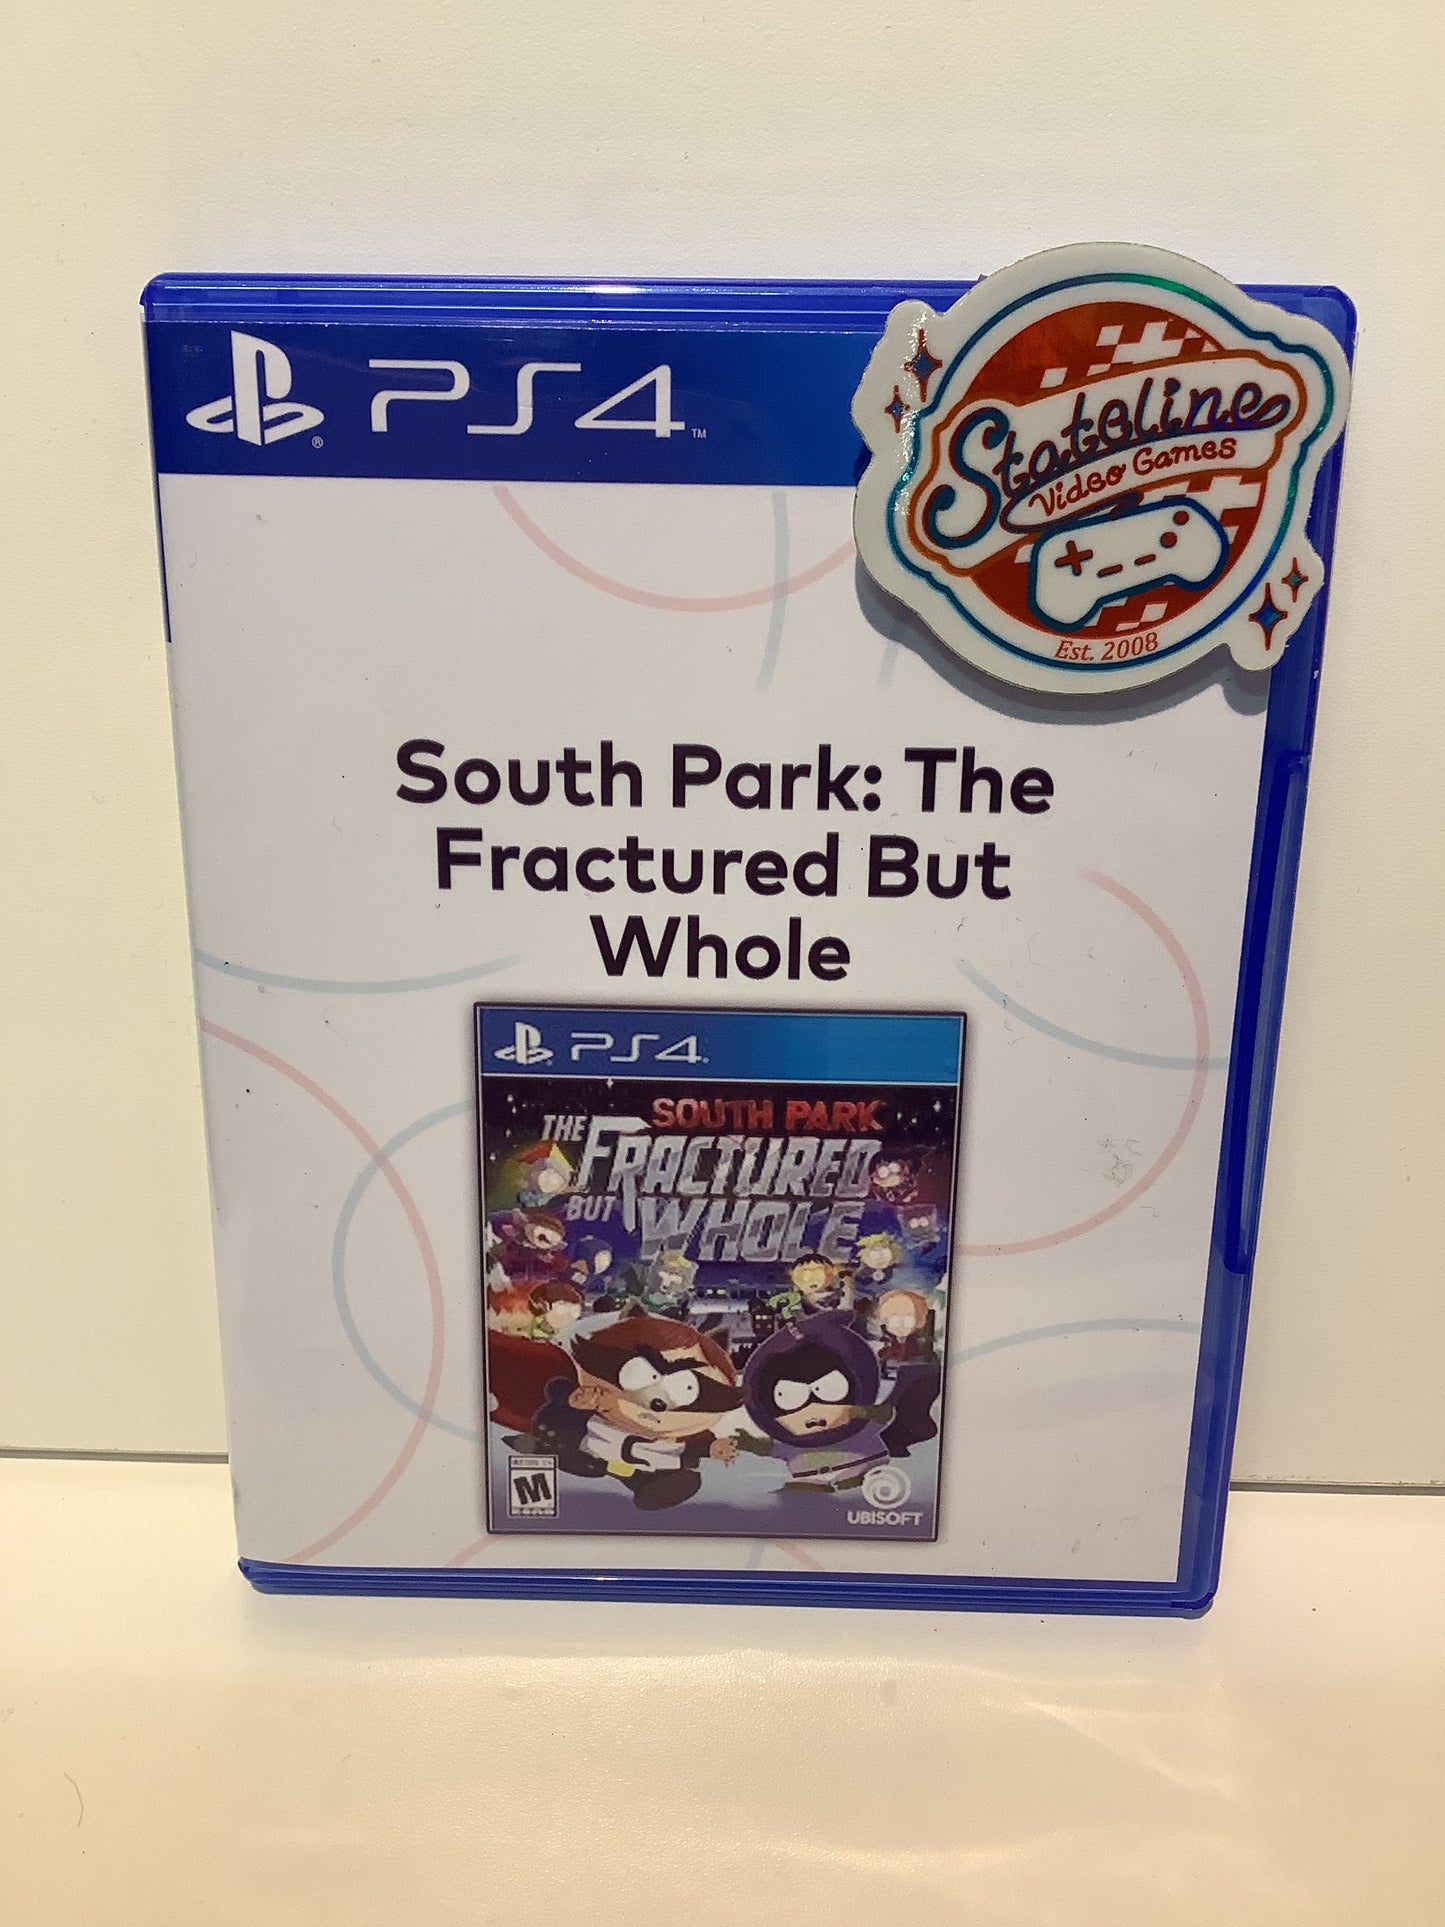 PS4™
®
Stateline
Video Games
Est. 2008
South Park: The
Fractured But
Whole
PS4
SOUTH PARK
THE FRACTURED
BUT WHOLE
M
UBISOFT